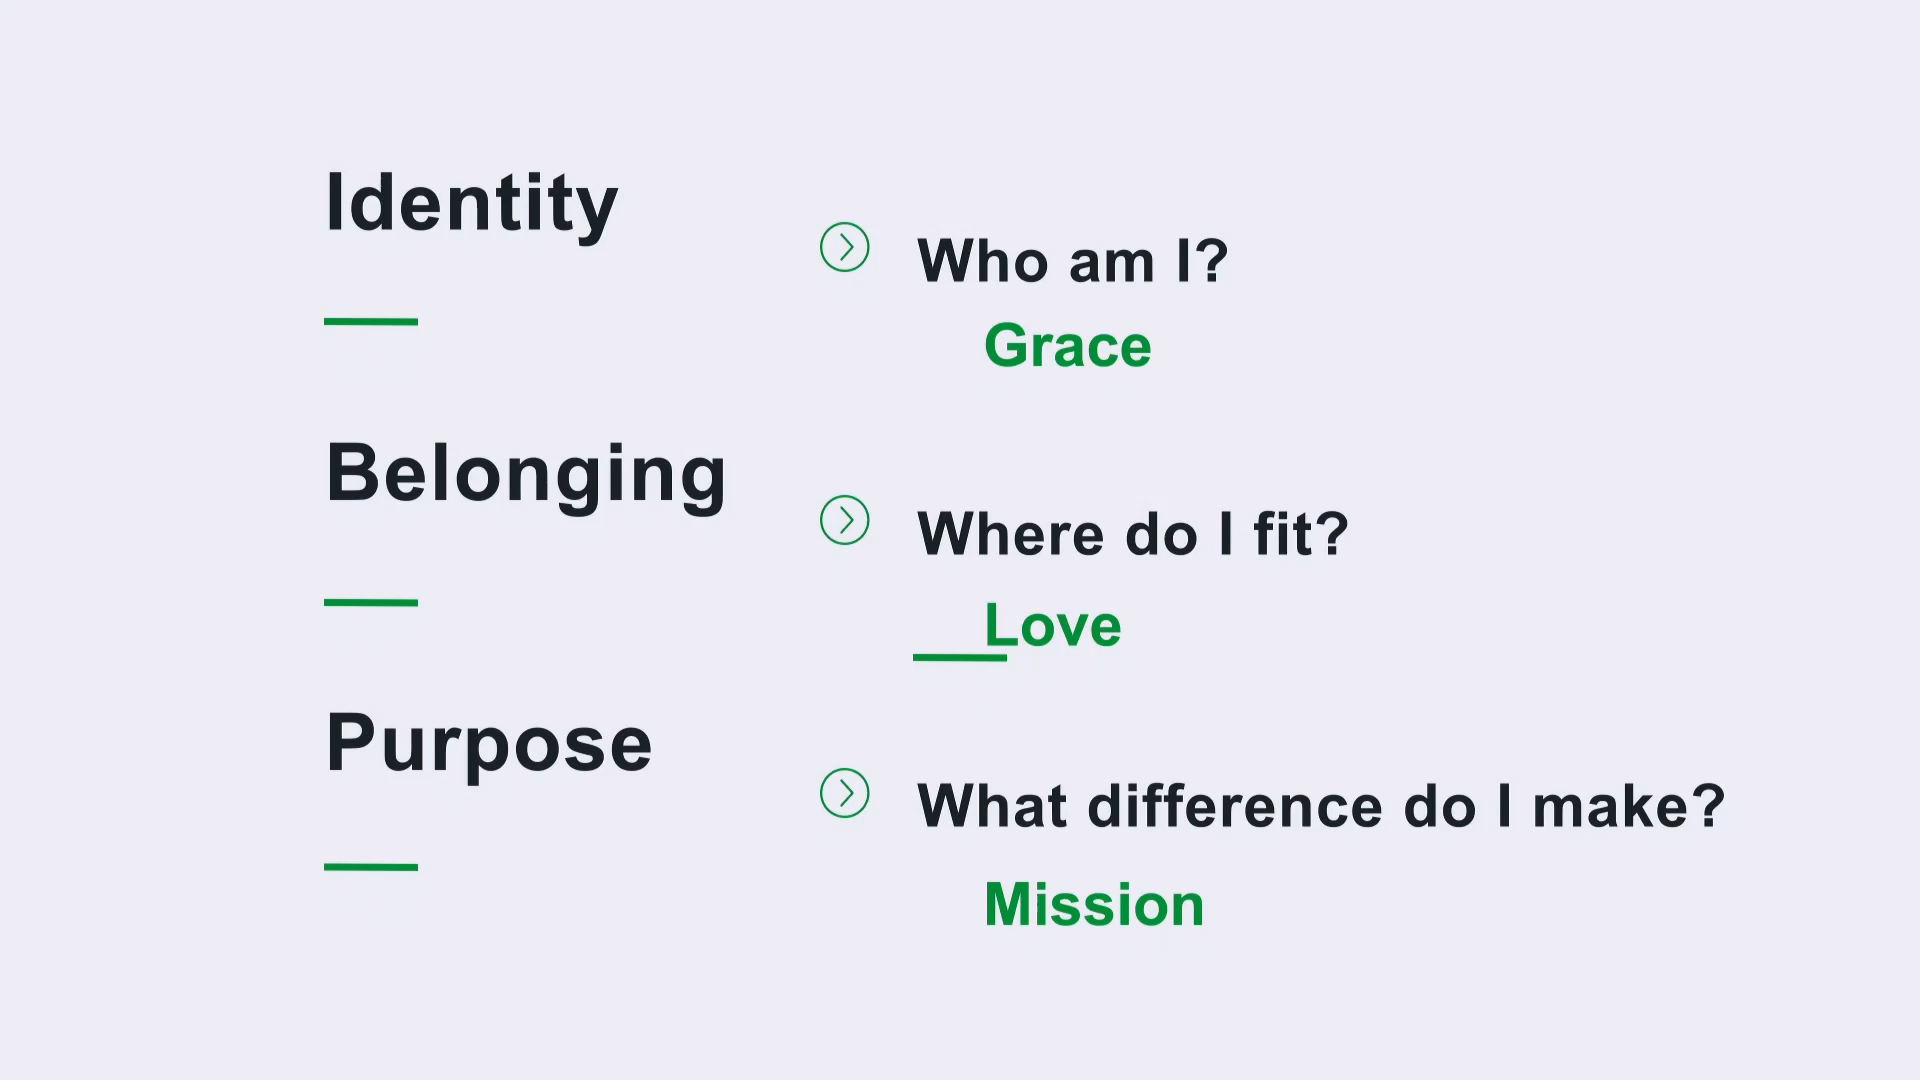 Identity
Who am I?
Grace
Belonging
Where do I fit?
Love
Purpose
What difference do I make?
Mission